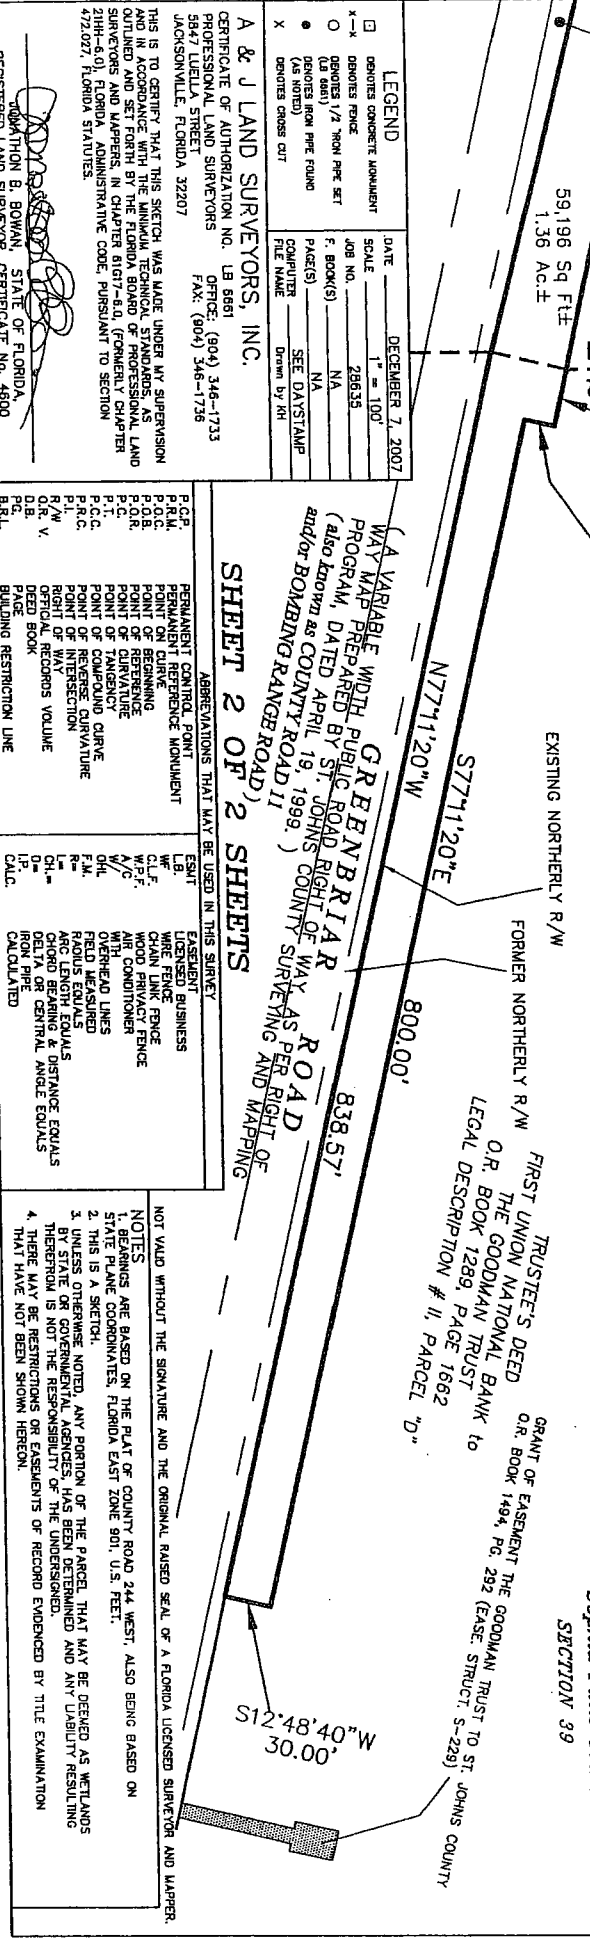 59,196 Sq Ft±
1.36 Ac.±
EXISTING NORTHERLY R/W
FORMER NORTHERLY R/W
TRUSTEE'S DEED
FIRST UNION NATIONAL BANK to
THE GOODMAN TRUST
O.R. BOOK 1289, PAGE 1662
LEGAL DESCRIPTION # 11, PARCEL "D"
GRANT OF EASEMENT THE GOODMAN TRUST TO ST. JOHNS COUNTY
O.R. BOOK 1494, PG. 292 (EASE. STRUCT. S-229)
SECTION 39
S77°11'20"E
800.00'
N77°11'20"W
838.57'
S12°48'40"W
30.00'
GREENBRIAR ROAD
( A VARIABLE WIDTH PUBLIC ROAD RIGHT OF WAY, AS PER RIGHT OF
WAY MAP PREPARED BY ST. JOHNS COUNTY SURVEYING AND MAPPING
PROGRAM, DATED APRIL 19, 1999. )
( also known as COUNTY ROAD 11
and/or BOMBING RANGE ROAD )
SHEET 2 OF 2 SHEETS
LEGEND
DENOTES CONCRETE MONUMENT
X—X DENOTES FENCE
DENOTES 1/2 "IRON PIPE SET
(LB 6661)
DENOTES IRON PIPE FOUND
(AS NOTED)
X DENOTES CROSS CUT
DATE DECEMBER 7, 2007
SCALE 1" = 100'
JOB NO. 28635
F. BOOK(S) NA
PAGE(S) NA
COMPUTER SEE DAYSTAMP
FILE NAME Drawn by KH
A & J LAND SURVEYORS, INC.
CERTIFICATE OF AUTHORIZATION NO. LB 6661
PROFESSIONAL LAND SURVEYORS OFFICE: (904) 346-1733
5847 LUELLA STREET FAX: (904) 346-1736
JACKSONVILLE, FLORIDA 32207
THIS IS TO CERTIFY THAT THIS SKETCH WAS MADE UNDER MY SUPERVISION
AND IN ACCORDANCE WITH THE MINIMUM TECHNICAL STANDARDS, AS
OUTLINED AND SET FORTH BY THE FLORIDA BOARD OF PROFESSIONAL LAND
SURVEYORS AND MAPPERS, IN CHAPTER 61G17-6.0, (FORMERLY CHAPTER
21HH-6.0), FLORIDA ADMINISTRATIVE CODE, PURSUANT TO SECTION
472.027, FLORIDA STATUTES.
JONATHON B. BOWAN, STATE OF FLORIDA,
REGISTERED LAND SURVEYOR, CERTIFICATE No. 4600
ABBREVIATIONS THAT MAY BE USED IN THIS SURVEY
P.C.P. PERMANENT CONTROL POINT
P.R.M. PERMANENT REFERENCE MONUMENT
P.O.C. POINT ON CURVE
P.O.B. POINT OF BEGINNING
P.O.R. POINT OF REFERENCE
P.C. POINT OF CURVATURE
P.T. POINT OF TANGENCY
P.C.C. POINT OF COMPOUND CURVE
P.R.C. POINT OF REVERSE CURVATURE
P.I. POINT OF INTERSECTION
R/W RIGHT OF WAY
O.R. V. OFFICIAL RECORDS VOLUME
D.B. DEED BOOK
PG. PAGE
B.R.L. BUILDING RESTRICTION LINE
ESMT EASEMENT
L.B. LICENSED BUSINESS
WF WIRE FENCE
C.L.F. CHAIN LINK FENCE
W.P.F. WOOD PRIVACY FENCE
A/C AIR CONDITIONER
W/ WITH
OHL OVERHEAD LINES
F.M. FIELD MEASURED
R= RADIUS EQUALS
L= ARC LENGTH EQUALS
CH.= CHORD BEARING & DISTANCE EQUALS
D= DELTA OR CENTRAL ANGLE EQUALS
I.P. IRON PIPE
CALC. CALCULATED
NOT VALID WITHOUT THE SIGNATURE AND THE ORIGINAL RAISED SEAL OF A FLORIDA LICENSED SURVEYOR AND MAPPER.
NOTES
1. BEARINGS ARE BASED ON THE PLAT OF COUNTY ROAD 244 WEST, ALSO BEING BASED ON
STATE PLANE COORDINATES, FLORIDA EAST ZONE 901, U.S. FEET.
2. THIS IS A SKETCH.
3. UNLESS OTHERWISE NOTED, ANY PORTION OF THE PARCEL THAT MAY BE DEEMED AS WETLANDS
BY STATE OR GOVERNMENTAL AGENCIES, HAS BEEN DETERMINED AND ANY LIABILITY RESULTING
THEREFROM IS NOT THE RESPONSIBILITY OF THE UNDERSIGNED.
4. THERE MAY BE RESTRICTIONS OR EASEMENTS OF RECORD EVIDENCED BY TITLE EXAMINATION
THAT HAVE NOT BEEN SHOWN HEREON.